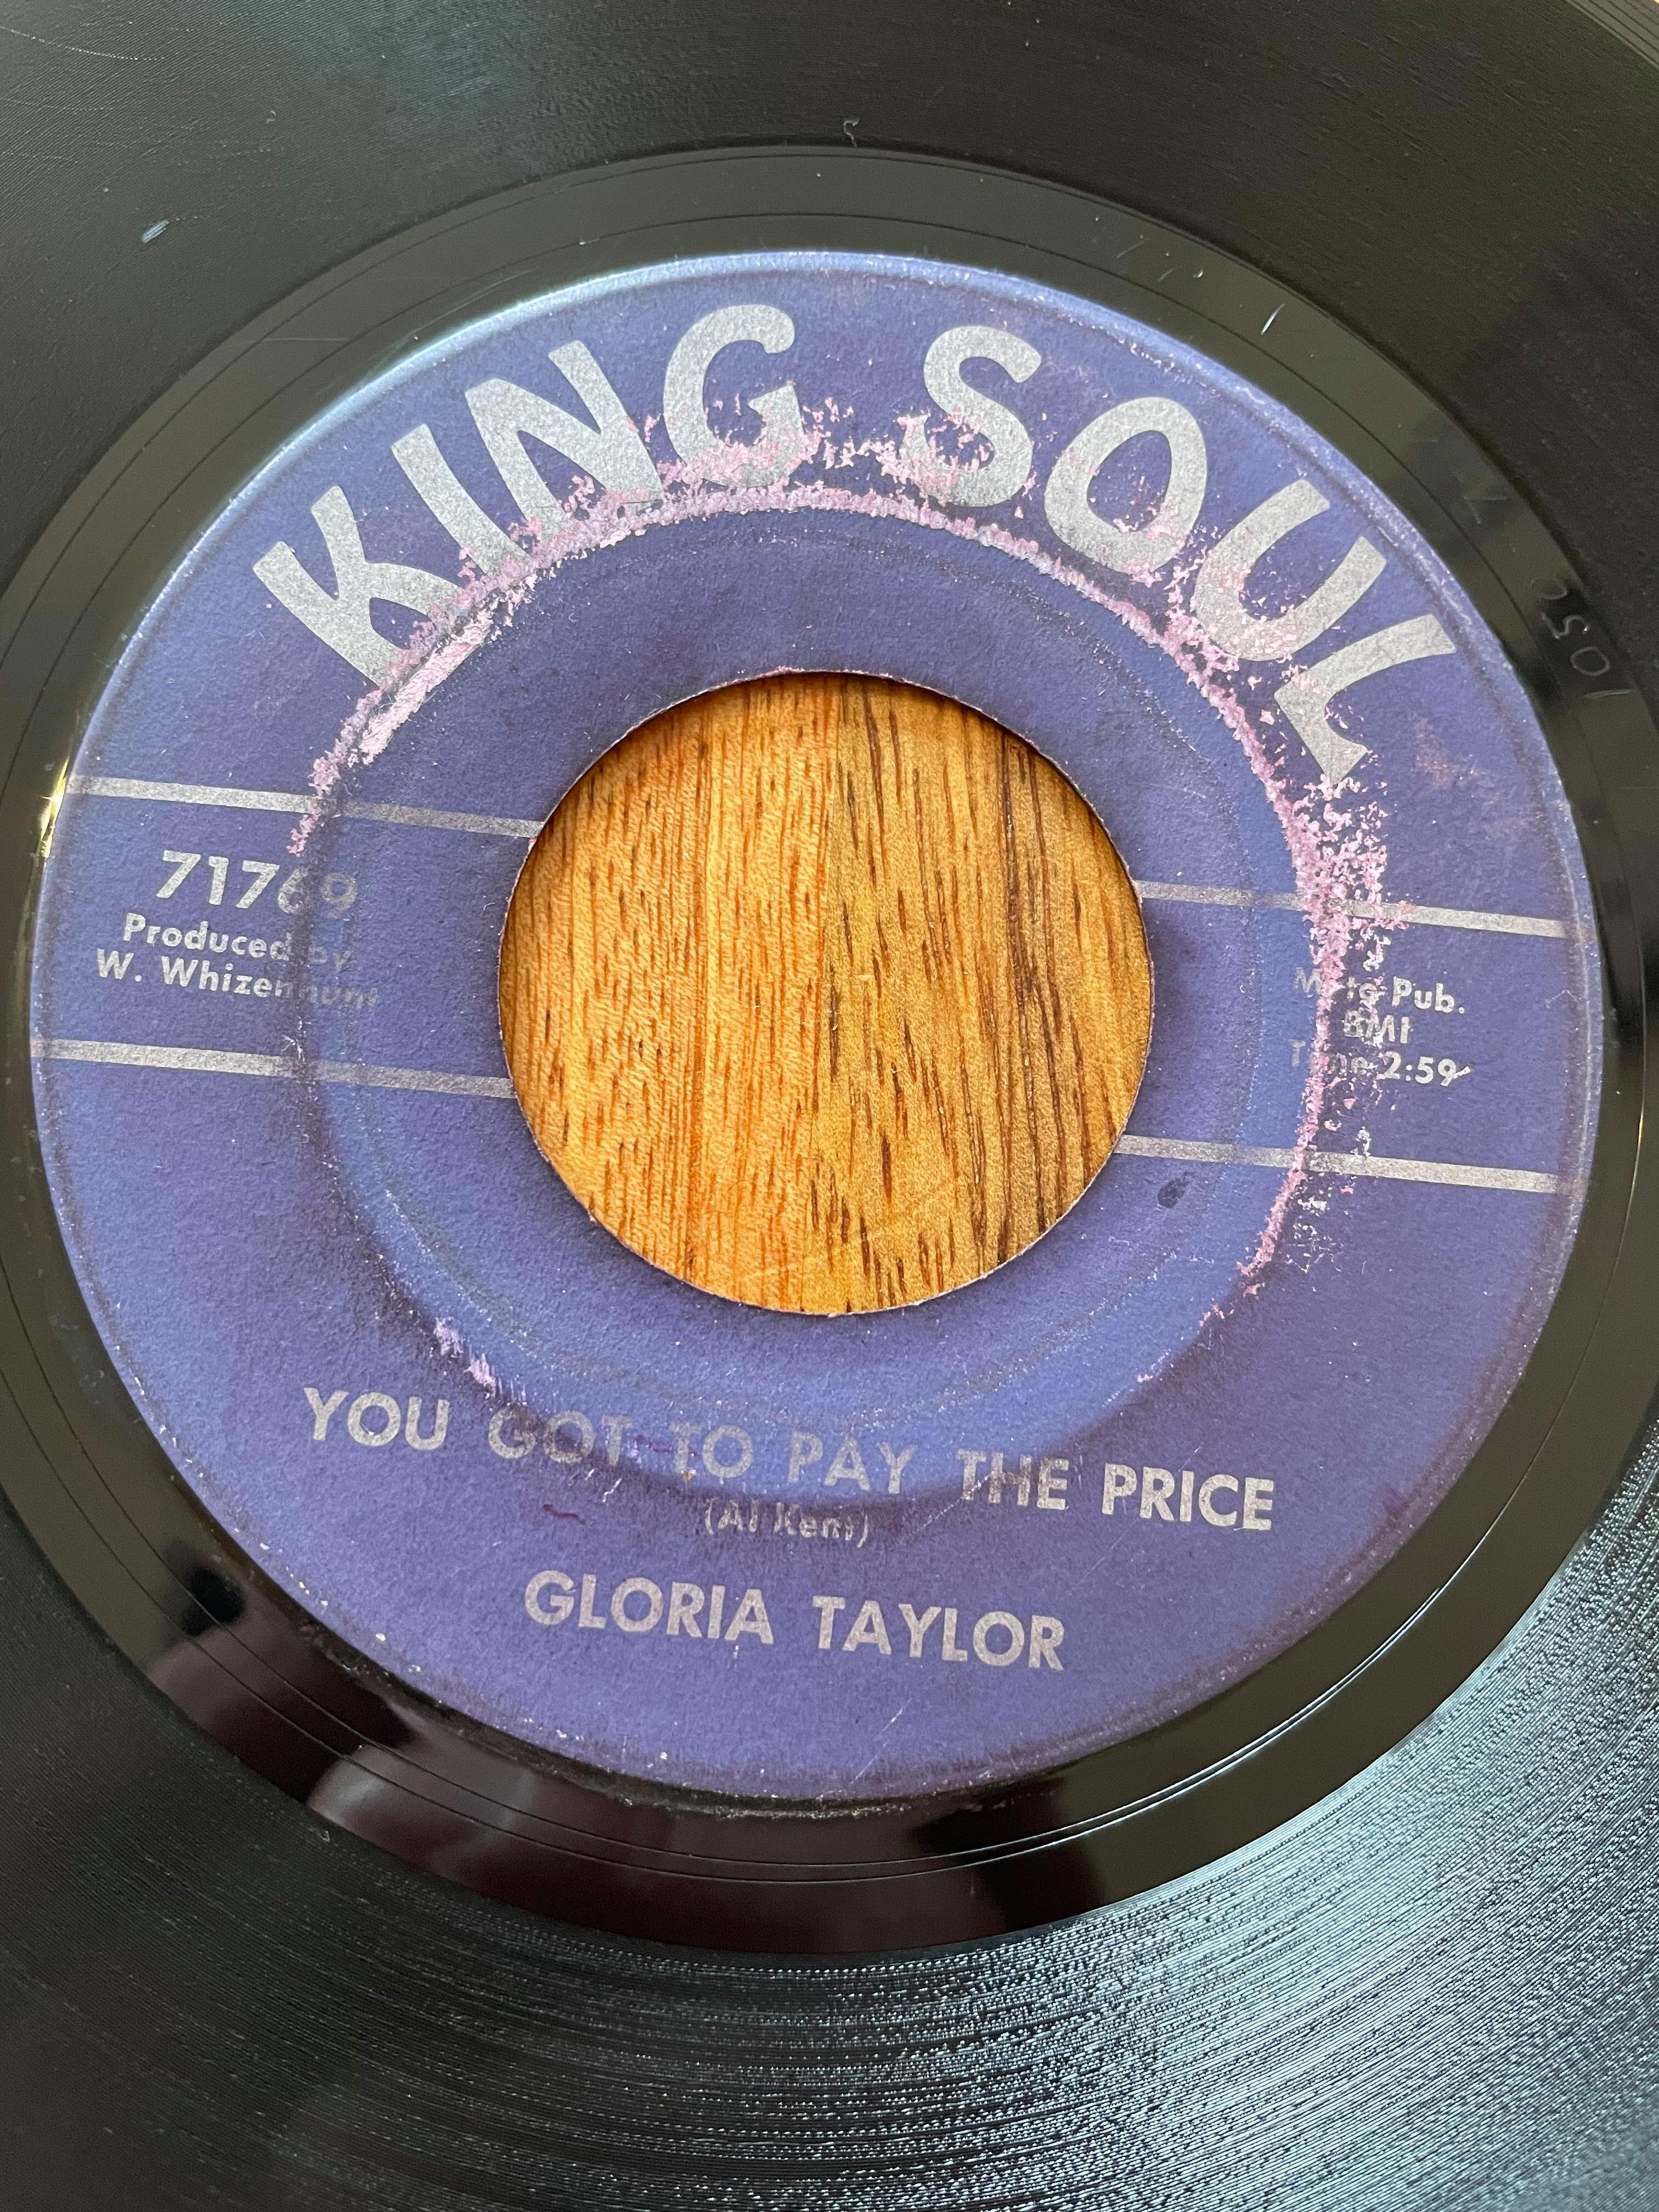 KING SOUL
71769
Produced by
W. Whizenhunt
Pub.
BMI
Time 2:59
YOU GOT TO PAY THE PRICE
(Al Kent)
GLORIA TAYLOR